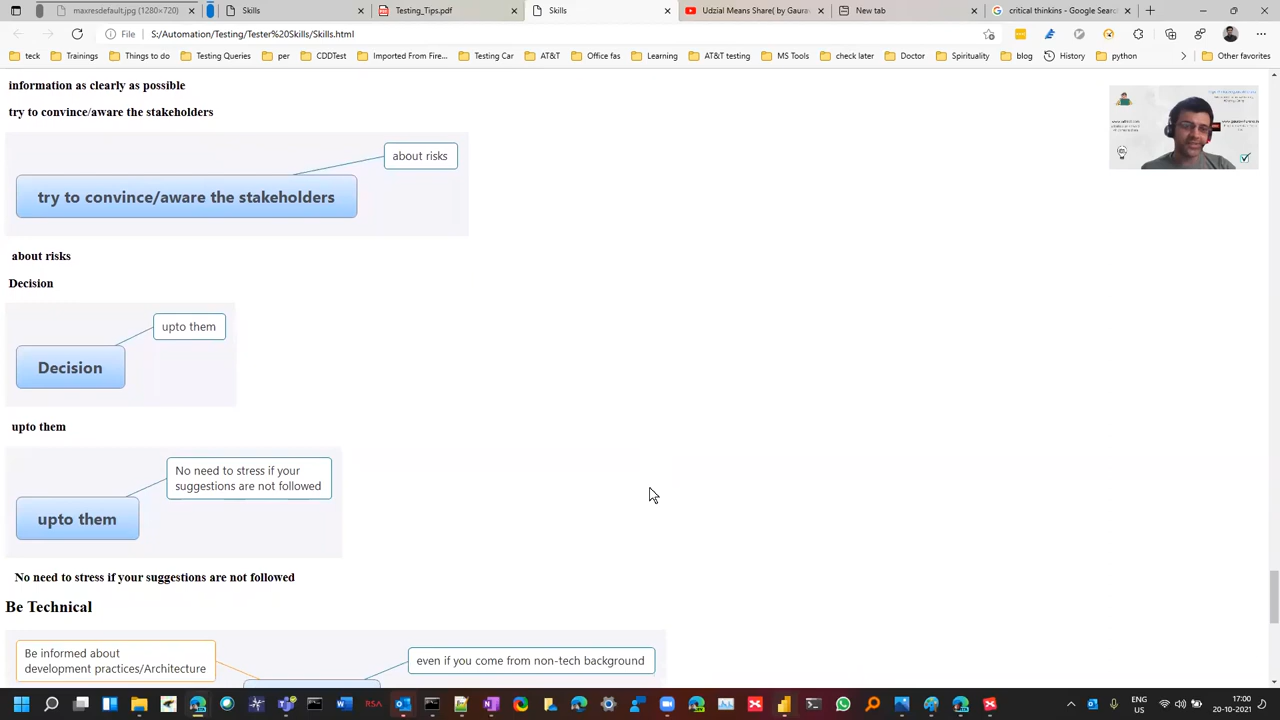 maxresdefault.jpg (1280×720)
Skills
Testing_Tips.pdf
Skills
Udzial Means Share( by Gaura
New tab
critical thinkins - Google Search
File
S:/Automation/Testing/Tester%20Skills/Skills.html
teck
Trainings
Things to do
Testing Queries
per
CDDTest
Imported From Fire...
Testing Car
AT&T
Office fas
Learning
AT&T testing
MS Tools
check later
Doctor
Spirituality
blog
History
python
Other favorites
information as clearly as possible
try to convince/aware the stakeholders
about risks
try to convince/aware the stakeholders
about risks
Decision
upto them
Decision
upto them
No need to stress if your
suggestions are not followed
upto them
No need to stress if your suggestions are not followed
Be Technical
Be informed about
development practices/Architecture
even if you come from non-tech background
RSA
ENG
US
17:00
20-10-2021